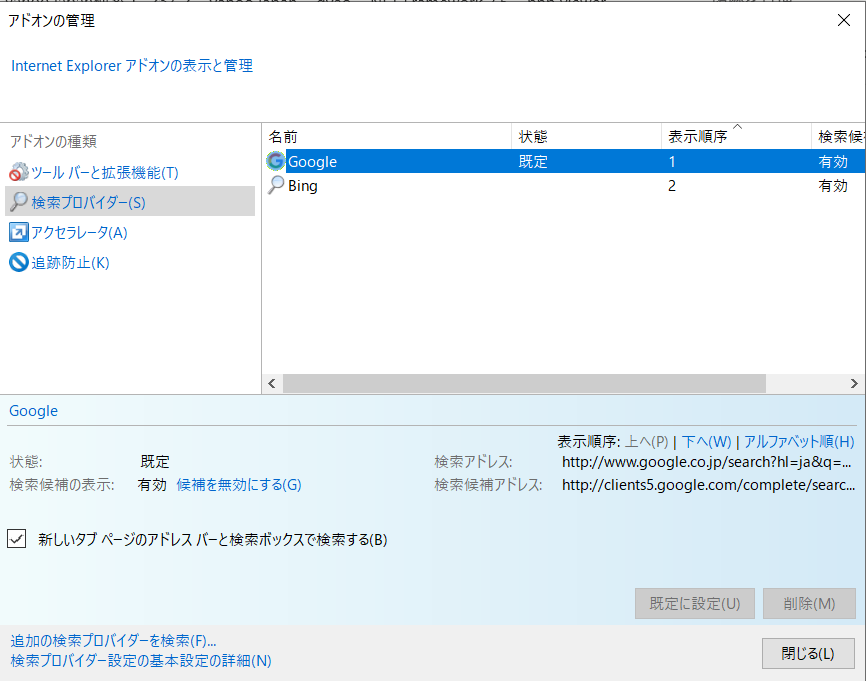 アドオンの管理
Internet Explorer アドオンの表示と管理
アドオンの種類
ツール バーと拡張機能(T)
検索プロバイダー(S)
アクセラレータ(A)
追跡防止(K)
名前 状態 表示順序 検索候
Google 既定 1 有効
Bing 2 有効
Google
表示順序: 上へ(P) | 下へ(W) | アルファベット順(H)
状態: 既定 検索アドレス: http://www.google.co.jp/search?hl=ja&q=...
検索候補の表示: 有効 候補を無効にする(G) 検索候補アドレス: http://clients5.google.com/complete/searc...
新しいタブ ページのアドレス バーと検索ボックスで検索する(B)
既定に設定(U) 削除(M)
追加の検索プロバイダーを検索(F)...
検索プロバイダー設定の基本設定の詳細(N)
閉じる(L)